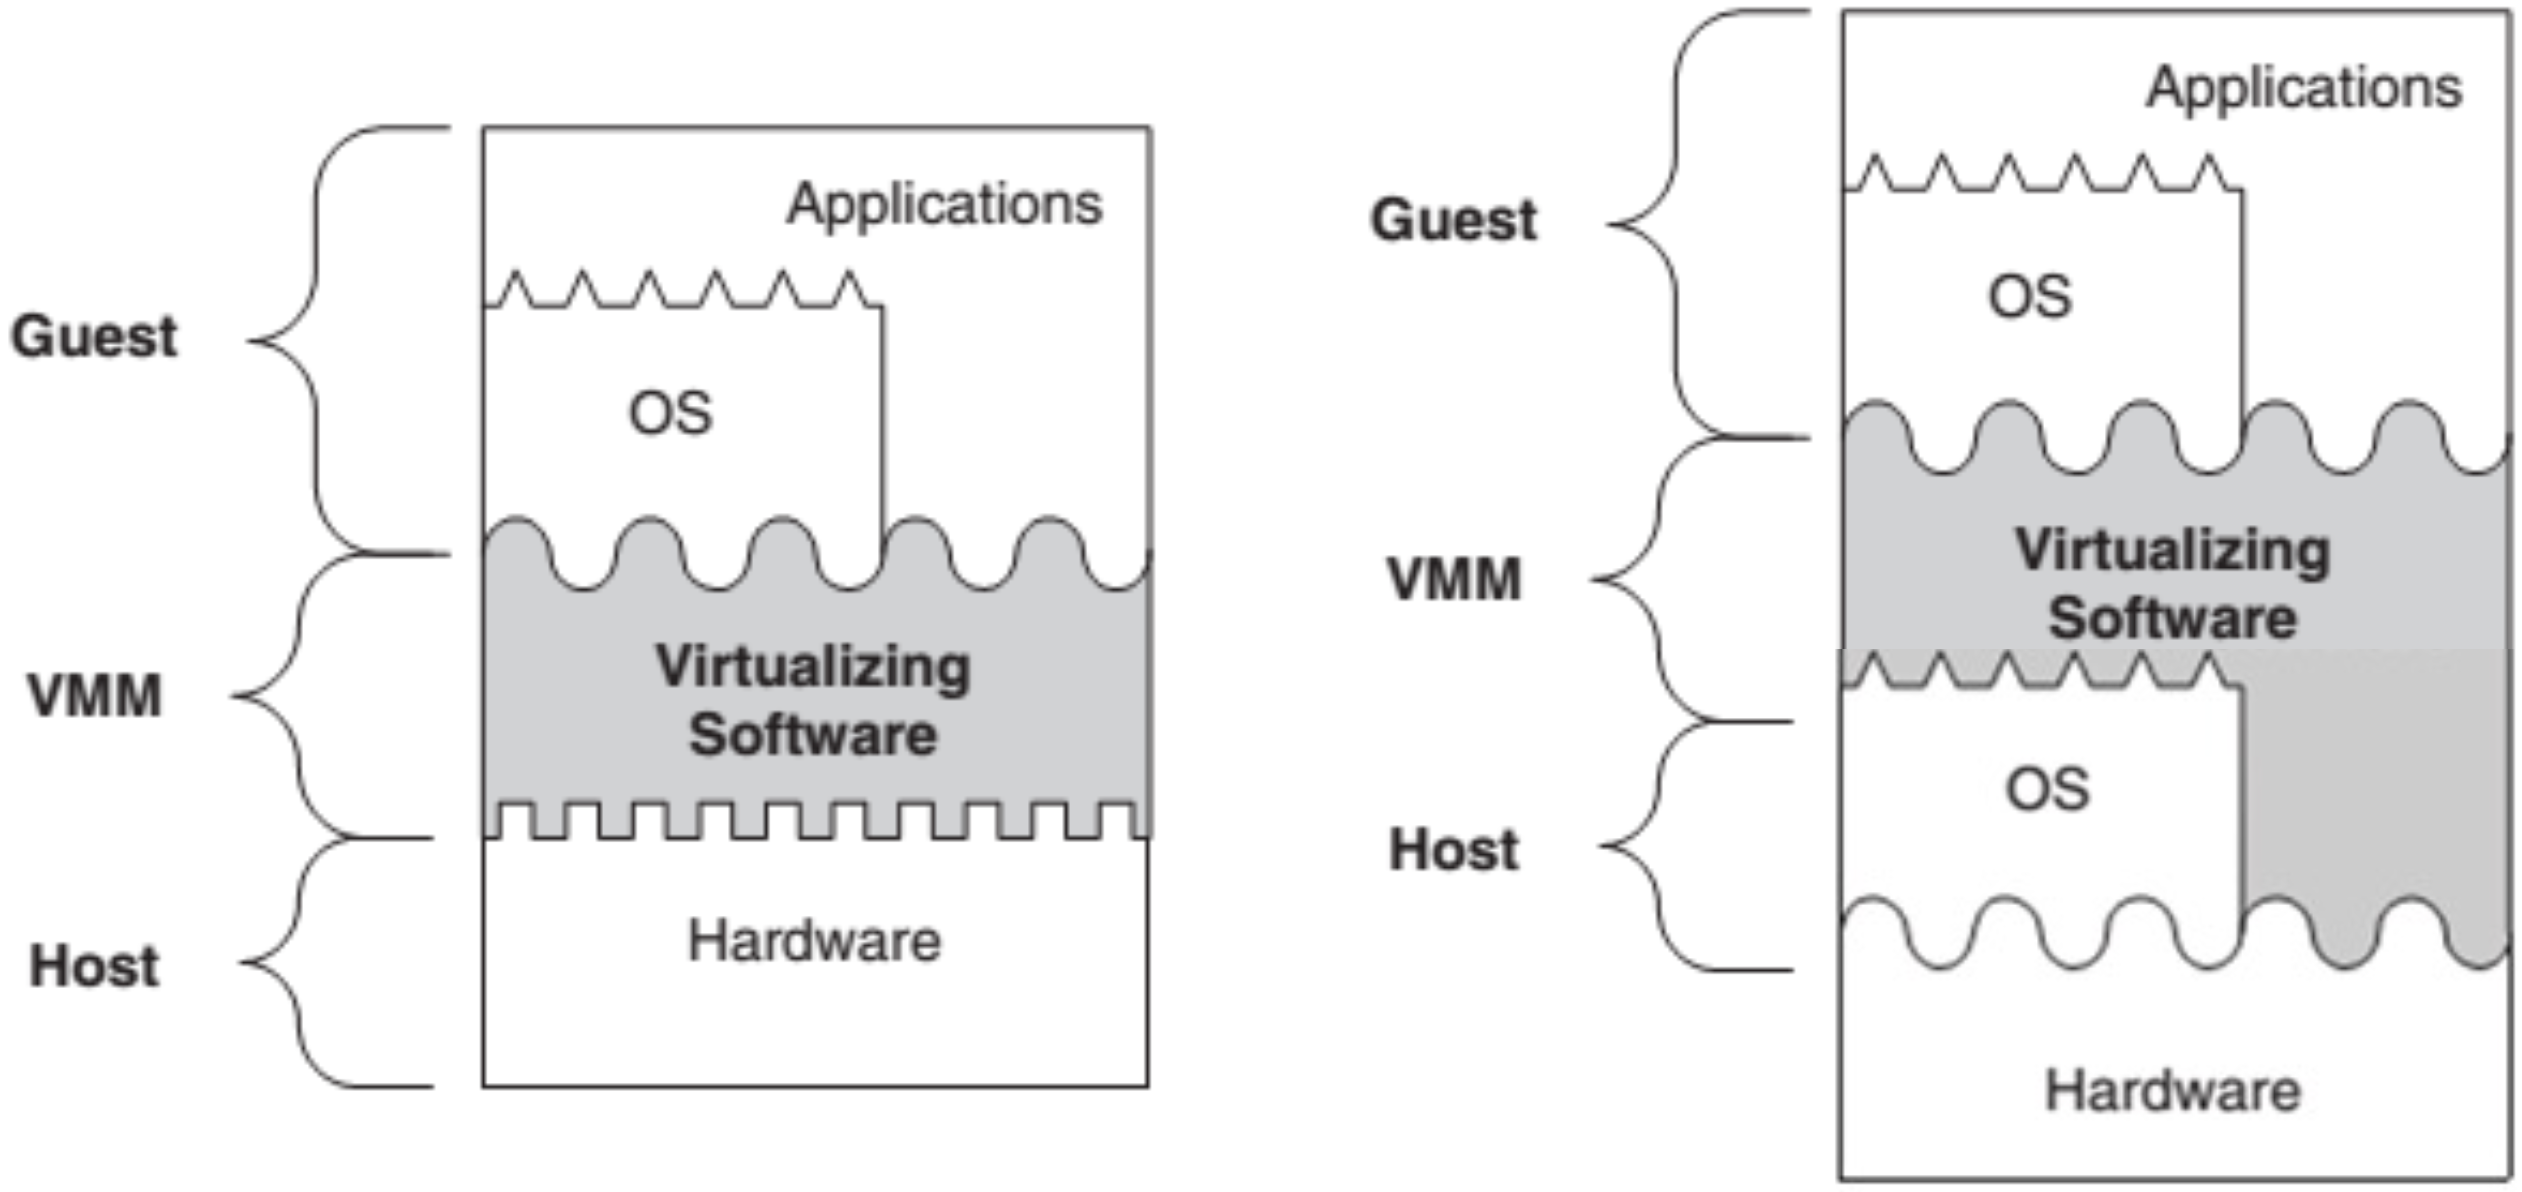 Applications
Guest
OS
VMM
Virtualizing
Software
Host
Hardware
Applications
Guest
OS
VMM
Virtualizing
Software
Host
OS
Hardware